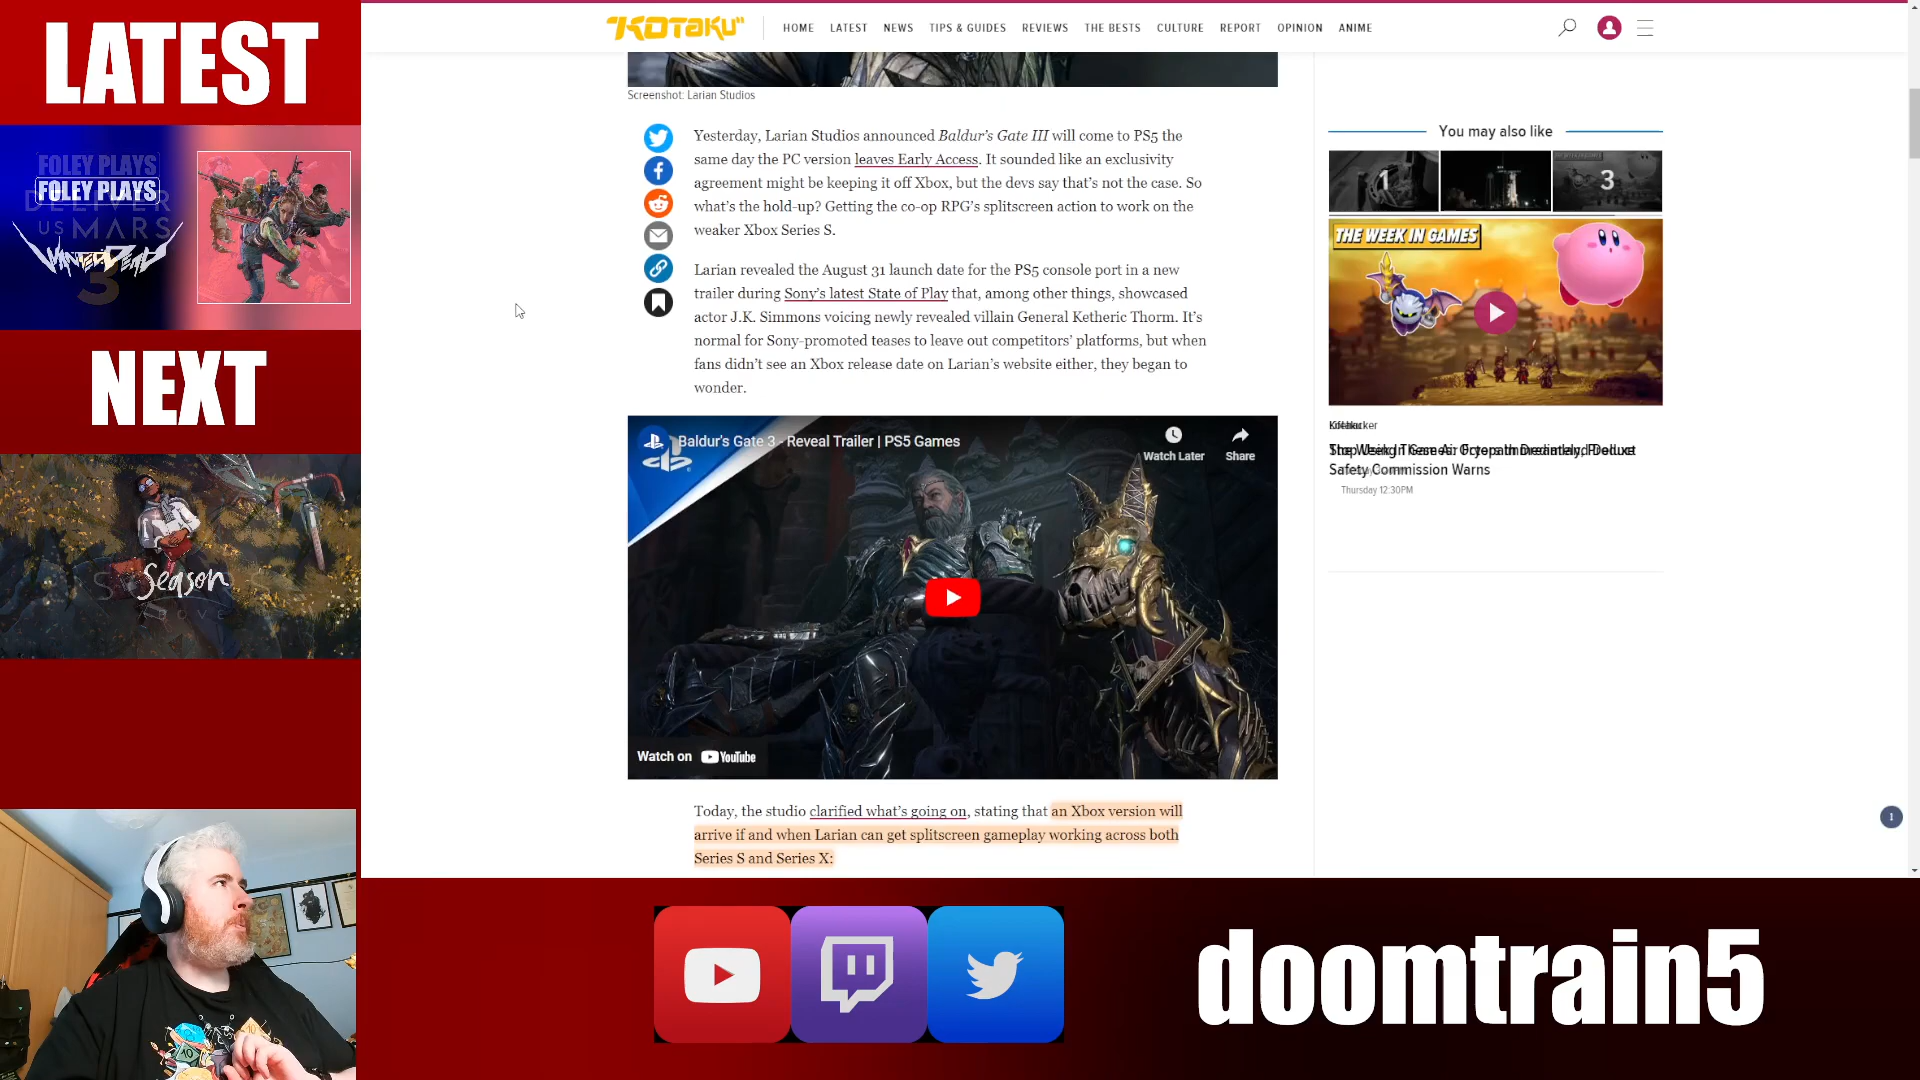 LATEST
FOLEY PLAYS
FOLEY PLAYS
DELIVER
US MARS
WANTED: DEAD
3
NEXT
Season
KOTAKU
HOME LATEST NEWS TIPS & GUIDES REVIEWS THE BESTS CULTURE REPORT OPINION ANIME
Screenshot: Larian Studios
Yesterday, Larian Studios announced Baldur's Gate III will come to PS5 the
same day the PC version leaves Early Access. It sounded like an exclusivity
agreement might be keeping it off Xbox, but the devs say that's not the case. So
what's the hold-up? Getting the co-op RPG's splitscreen action to work on the
weaker Xbox Series S.
Larian revealed the August 31 launch date for the PS5 console port in a new
trailer during Sony's latest State of Play that, among other things, showcased
actor J.K. Simmons voicing newly revealed villain General Ketheric Thorm. It's
normal for Sony-promoted teases to leave out competitors' platforms, but when
fans didn't see an Xbox release date on Larian's website either, they began to
wonder.
Baldur's Gate 3 - Reveal Trailer | PS5 Games
Watch Later
Share
Watch on YouTube
Today, the studio clarified what's going on, stating that an Xbox version will
arrive if and when Larian can get splitscreen gameplay working across both
Series S and Series X:
You may also like
1
3
THE WEEK IN GAMES
Safety Commission Warns
Thursday 12:30PM
1
doomtrain5